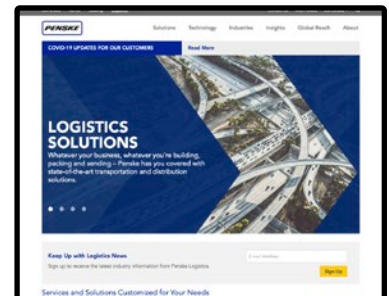 PENSKE
Solutions Technology Industries Insights Global Reach About
COVID-19 UPDATES FOR OUR CUSTOMERS Read More
LOGISTICS
SOLUTIONS
Whatever your business, whatever you're building,
packing and sending – Penske has you covered with
state-of-the-art transportation and distribution
solutions.
Keep Up with Logistics News
Sign up to receive the latest industry information from Penske Logistics.
Sign Up
Services and Solutions Customized for Your Needs